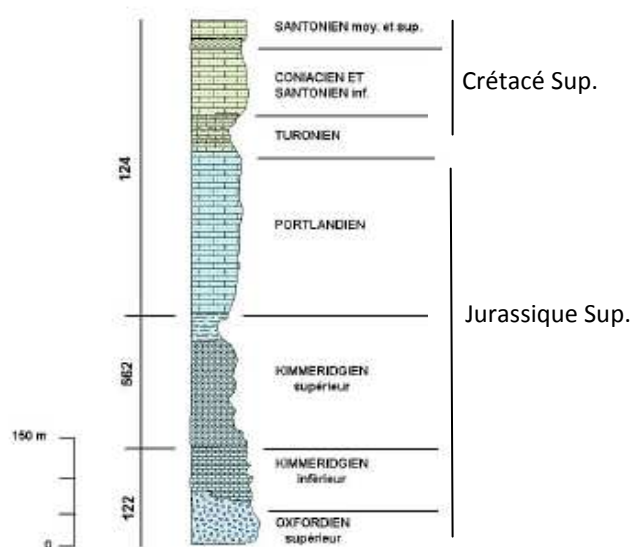 SANTONIEN moy. et sup.
CONIACIEN ET
SANTONIEN inf.
Crétacé Sup.
TURONIEN
124
PORTLANDIEN
Jurassique Sup.
KIMMERIDGIEN
supérieur
562
150 m
KIMMERIDGIEN
inférieur
122
OXFORDIEN
supérieur
0